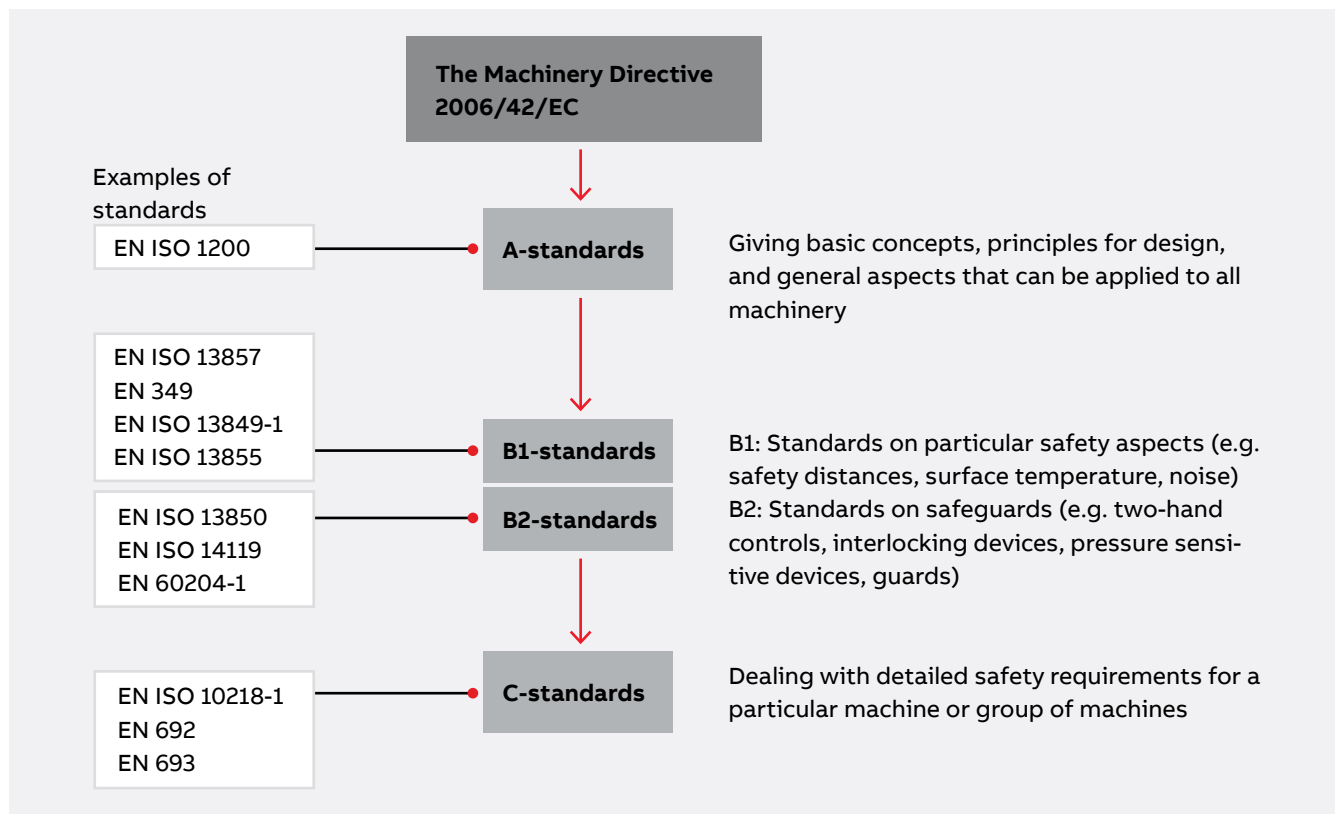 The Machinery Directive
2006/42/EC
Examples of
standards
EN ISO 1200
A-standards
Giving basic concepts, principles for design,
and general aspects that can be applied to all
machinery
EN ISO 13857
EN 349
EN ISO 13849-1
EN ISO 13855
B1-standards
B1: Standards on particular safety aspects (e.g.
safety distances, surface temperature, noise)
EN ISO 13850
EN ISO 14119
EN 60204-1
B2-standards
B2: Standards on safeguards (e.g. two-hand
controls, interlocking devices, pressure sensi-
tive devices, guards)
EN ISO 10218-1
EN 692
EN 693
C-standards
Dealing with detailed safety requirements for a
particular machine or group of machines